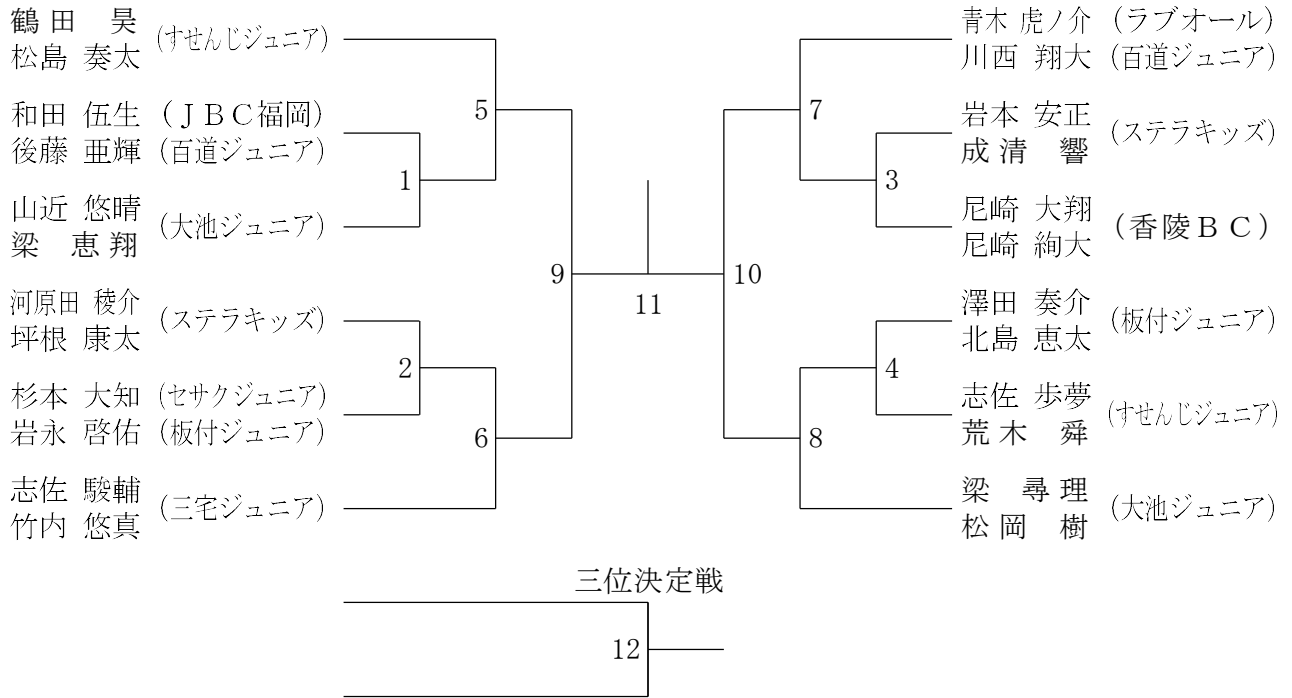 鶴田 昊
松島 奏太
(すせんじジュニア)
和田 伍生 (ＪＢＣ福岡)
後藤 亜輝 (百道ジュニア)
山近 悠晴
梁 恵翔
(大池ジュニア)
河原田 稜介
坪根 康太
(ステラキッズ)
杉本 大知 (セサクジュニア)
岩永 啓佑 (板付ジュニア)
志佐 駿輔
竹内 悠真
(三宅ジュニア)
5
1
2
6
9
11
10
7
3
4
8
青木 虎ノ介 (ラブオール)
川西 翔大 (百道ジュニア)
岩本 安正
成清 響
(ステラキッズ)
尼崎 大翔
尼崎 絢大
(香陵ＢＣ)
澤田 奏介
北島 恵太
(板付ジュニア)
志佐 歩夢
荒木 舜
(すせんじジュニア)
梁 尋理
松岡 樹
(大池ジュニア)
三位決定戦
12